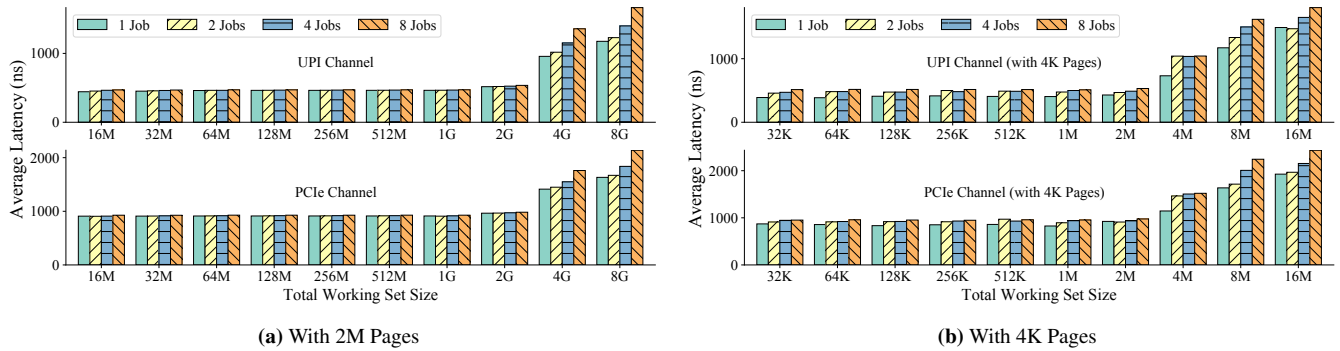 1 Job 2 Jobs 4 Jobs 8 Jobs
UPI Channel
1000
0
16M 32M 64M 128M 256M 512M 1G 2G 4G 8G
PCIe Channel
2000
1000
0
16M 32M 64M 128M 256M 512M 1G 2G 4G 8G
Average Latency (ns)
Total Working Set Size
(a) With 2M Pages
1 Job 2 Jobs 4 Jobs 8 Jobs
UPI Channel (with 4K Pages)
1000
0
32K 64K 128K 256K 512K 1M 2M 4M 8M 16M
PCIe Channel (with 4K Pages)
2000
1000
0
32K 64K 128K 256K 512K 1M 2M 4M 8M 16M
Average Latency (ns)
Total Working Set Size
(b) With 4K Pages